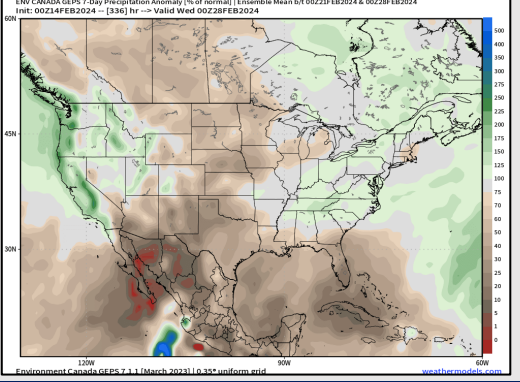 ENV CANADA GEPS 7-Day Precipitation Anomaly [% of normal] | Ensemble Mean b/t 00Z21FEB2024 & 00Z28FEB2024
Init: 00Z14FEB2024 -- [336] hr --> Valid Wed 00Z28FEB2024
60N
45N
30N
120W
90W
60W
500
450
400
350
300
250
225
200
175
150
125
100
75
70
60
50
40
30
25
20
10
5
1
0
Environment Canada GEPS 7.1.1 [March 2023] | 0.35° uniform grid
weathermodels.com